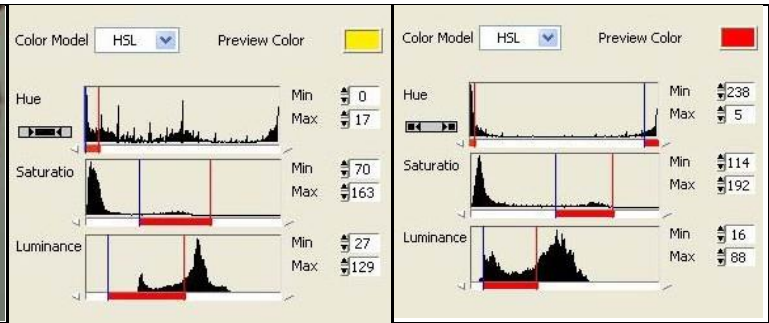 Color Model HSL Preview Color
Hue Min 0
Max 17
Saturatio Min 70
Max 163
Luminance Min 27
Max 129
Color Model HSL Preview Color
Hue Min 238
Max 5
Saturatio Min 114
Max 192
Luminance Min 16
Max 88